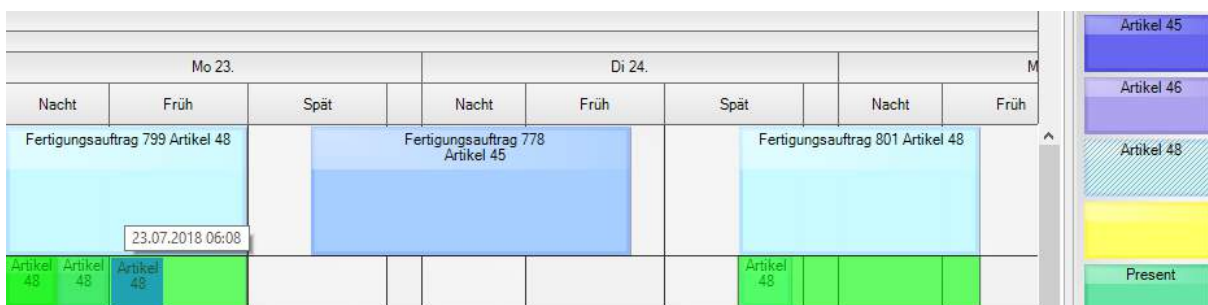 Mo 23.
Di 24.
M
Nacht
Früh
Spät
Nacht
Früh
Spät
Nacht
Früh
Fertigungsauftrag 799 Artikel 48
Fertigungsauftrag 778
Artikel 45
Fertigungsauftrag 801 Artikel 48
23.07.2018 06:08
Artikel
48
Artikel
48
Artikel
48
Artikel
48
Artikel 45
Artikel 46
Artikel 48
Present